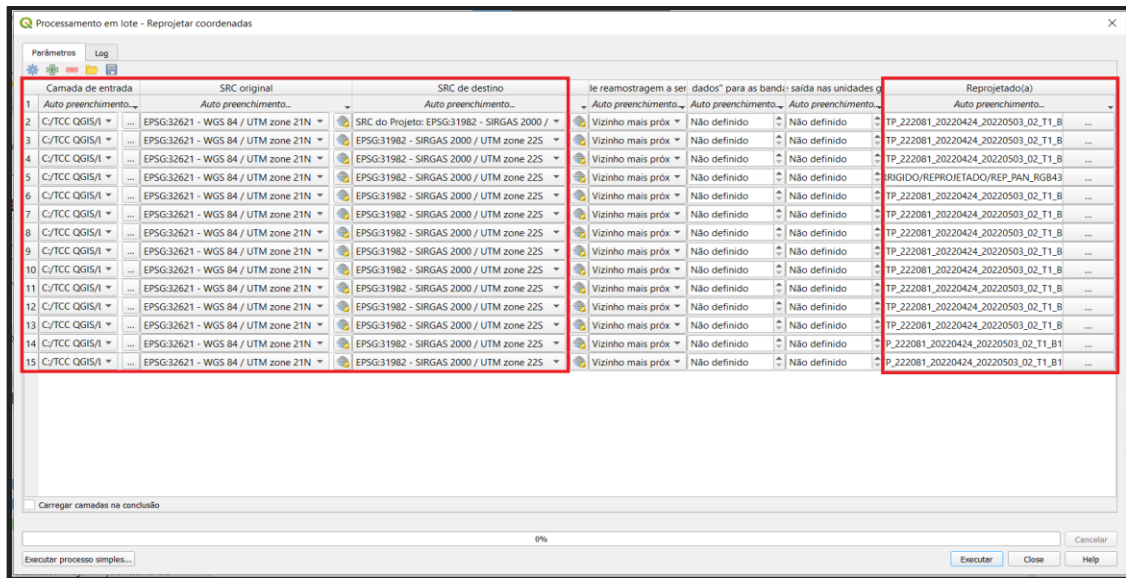 Processamento em lote - Reprojetar coordenadas
Parâmetros Log
Camada de entrada SRC original SRC de destino le reamostragem a ser dados" para as banda saída nas unidades g Reprojetado(a)
1 Auto preenchimento... Auto preenchimento... Auto preenchimento... Auto preenchimento... Auto preenchimento... Auto preenchimento... Auto preenchimento...
2 C:/TCC QGIS/I ... EPSG:32621 - WGS 84 / UTM zone 21N SRC do Projeto: EPSG:31982 - SIRGAS 2000 / Vizinho mais próx Não definido Não definido TP_222081_20220424_20220503_02_T1_B ...
3 C:/TCC QGIS/I ... EPSG:32621 - WGS 84 / UTM zone 21N EPSG:31982 - SIRGAS 2000 / UTM zone 22S Vizinho mais próx Não definido Não definido TP_222081_20220424_20220503_02_T1_B ...
4 C:/TCC QGIS/I ... EPSG:32621 - WGS 84 / UTM zone 21N EPSG:31982 - SIRGAS 2000 / UTM zone 22S Vizinho mais próx Não definido Não definido TP_222081_20220424_20220503_02_T1_B ...
5 C:/TCC QGIS/I ... EPSG:32621 - WGS 84 / UTM zone 21N EPSG:31982 - SIRGAS 2000 / UTM zone 22S Vizinho mais próx Não definido Não definido RRIGIDO/REPROJETADO/REP_PAN_RGB43 ...
6 C:/TCC QGIS/I ... EPSG:32621 - WGS 84 / UTM zone 21N EPSG:31982 - SIRGAS 2000 / UTM zone 22S Vizinho mais próx Não definido Não definido TP_222081_20220424_20220503_02_T1_B ...
7 C:/TCC QGIS/I ... EPSG:32621 - WGS 84 / UTM zone 21N EPSG:31982 - SIRGAS 2000 / UTM zone 22S Vizinho mais próx Não definido Não definido TP_222081_20220424_20220503_02_T1_B ...
8 C:/TCC QGIS/I ... EPSG:32621 - WGS 84 / UTM zone 21N EPSG:31982 - SIRGAS 2000 / UTM zone 22S Vizinho mais próx Não definido Não definido TP_222081_20220424_20220503_02_T1_B ...
9 C:/TCC QGIS/I ... EPSG:32621 - WGS 84 / UTM zone 21N EPSG:31982 - SIRGAS 2000 / UTM zone 22S Vizinho mais próx Não definido Não definido TP_222081_20220424_20220503_02_T1_B ...
10 C:/TCC QGIS/I ... EPSG:32621 - WGS 84 / UTM zone 21N EPSG:31982 - SIRGAS 2000 / UTM zone 22S Vizinho mais próx Não definido Não definido TP_222081_20220424_20220503_02_T1_B ...
11 C:/TCC QGIS/I ... EPSG:32621 - WGS 84 / UTM zone 21N EPSG:31982 - SIRGAS 2000 / UTM zone 22S Vizinho mais próx Não definido Não definido TP_222081_20220424_20220503_02_T1_B ...
12 C:/TCC QGIS/I ... EPSG:32621 - WGS 84 / UTM zone 21N EPSG:31982 - SIRGAS 2000 / UTM zone 22S Vizinho mais próx Não definido Não definido TP_222081_20220424_20220503_02_T1_B ...
13 C:/TCC QGIS/I ... EPSG:32621 - WGS 84 / UTM zone 21N EPSG:31982 - SIRGAS 2000 / UTM zone 22S Vizinho mais próx Não definido Não definido TP_222081_20220424_20220503_02_T1_B ...
14 C:/TCC QGIS/I ... EPSG:32621 - WGS 84 / UTM zone 21N EPSG:31982 - SIRGAS 2000 / UTM zone 22S Vizinho mais próx Não definido Não definido P_222081_20220424_20220503_02_T1_B1 ...
15 C:/TCC QGIS/I ... EPSG:32621 - WGS 84 / UTM zone 21N EPSG:31982 - SIRGAS 2000 / UTM zone 22S Vizinho mais próx Não definido Não definido P_222081_20220424_20220503_02_T1_B1 ...
Carregar camadas na conclusão
0% Cancelar
Executar processo simples... Executar Close Help